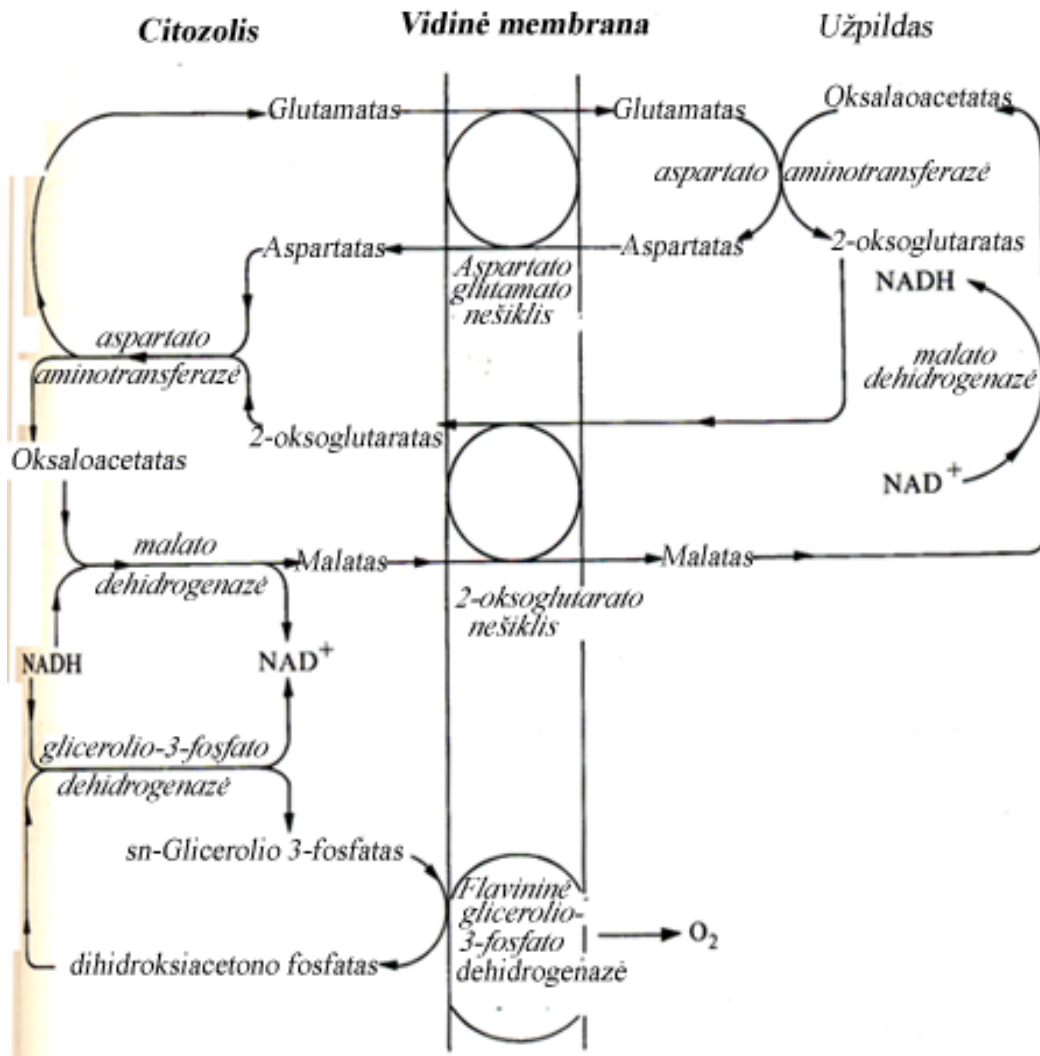 Citozolis Vidinė membrana Užpildas
Glutamatas Glutamatas Oksalaoacetatas
aspartato aminotransferazė
Aspartatas Aspartatas 2-oksoglutaratas
Aspartato
glutamato
nešiklis
NADH
aspartato
aminotransferazė
malato
dehidrogenazė
2-oksoglutaratas
Oksaloacetatas
NAD+
malato
dehidrogenazė
Malatas Malatas
2-oksoglutarato
nešiklis
NADH NAD+
glicerolio-3-fosfato
dehidrogenazė
sn-Glicerolio 3-fosfatas
Flavininė
glicerolio-
3-fosfato
dehidrogenazė
O2
dihidroksiacetono fosfatas